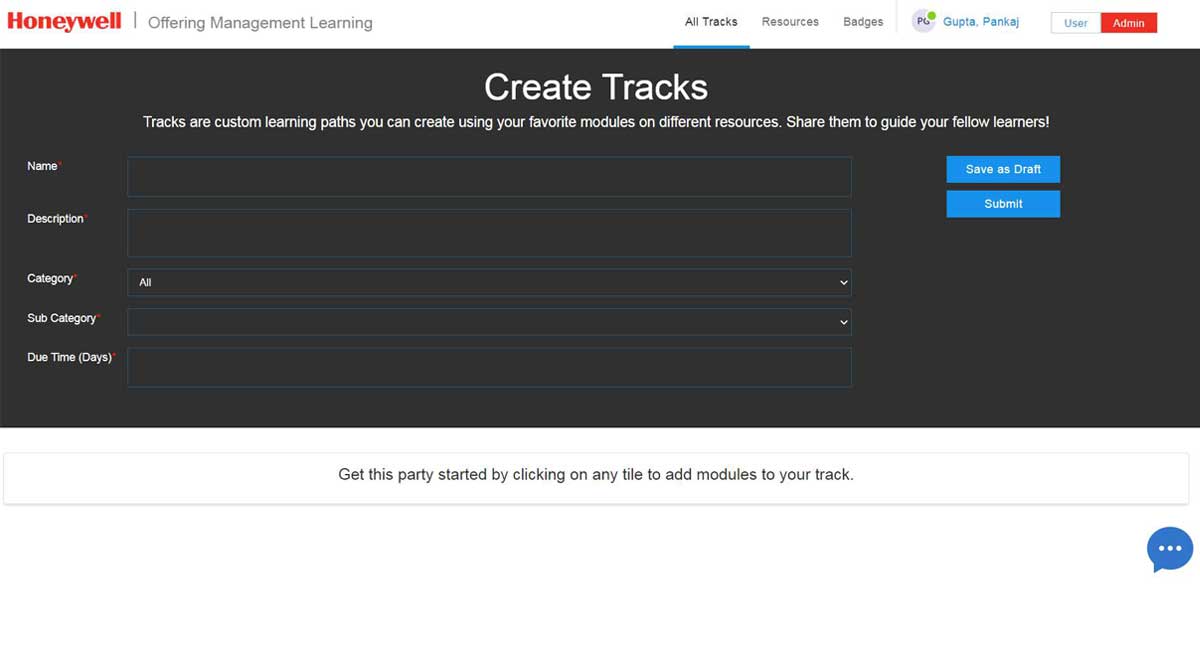 Honeywell | Offering Management Learning
All Tracks Resources Badges PG Gupta, Pankaj User Admin
Create Tracks
Tracks are custom learning paths you can create using your favorite modules on different resources. Share them to guide your fellow learners!
Name*
Save as Draft
Submit
Description*
Category* All
Sub Category*
Due Time (Days)*
Get this party started by clicking on any tile to add modules to your track.